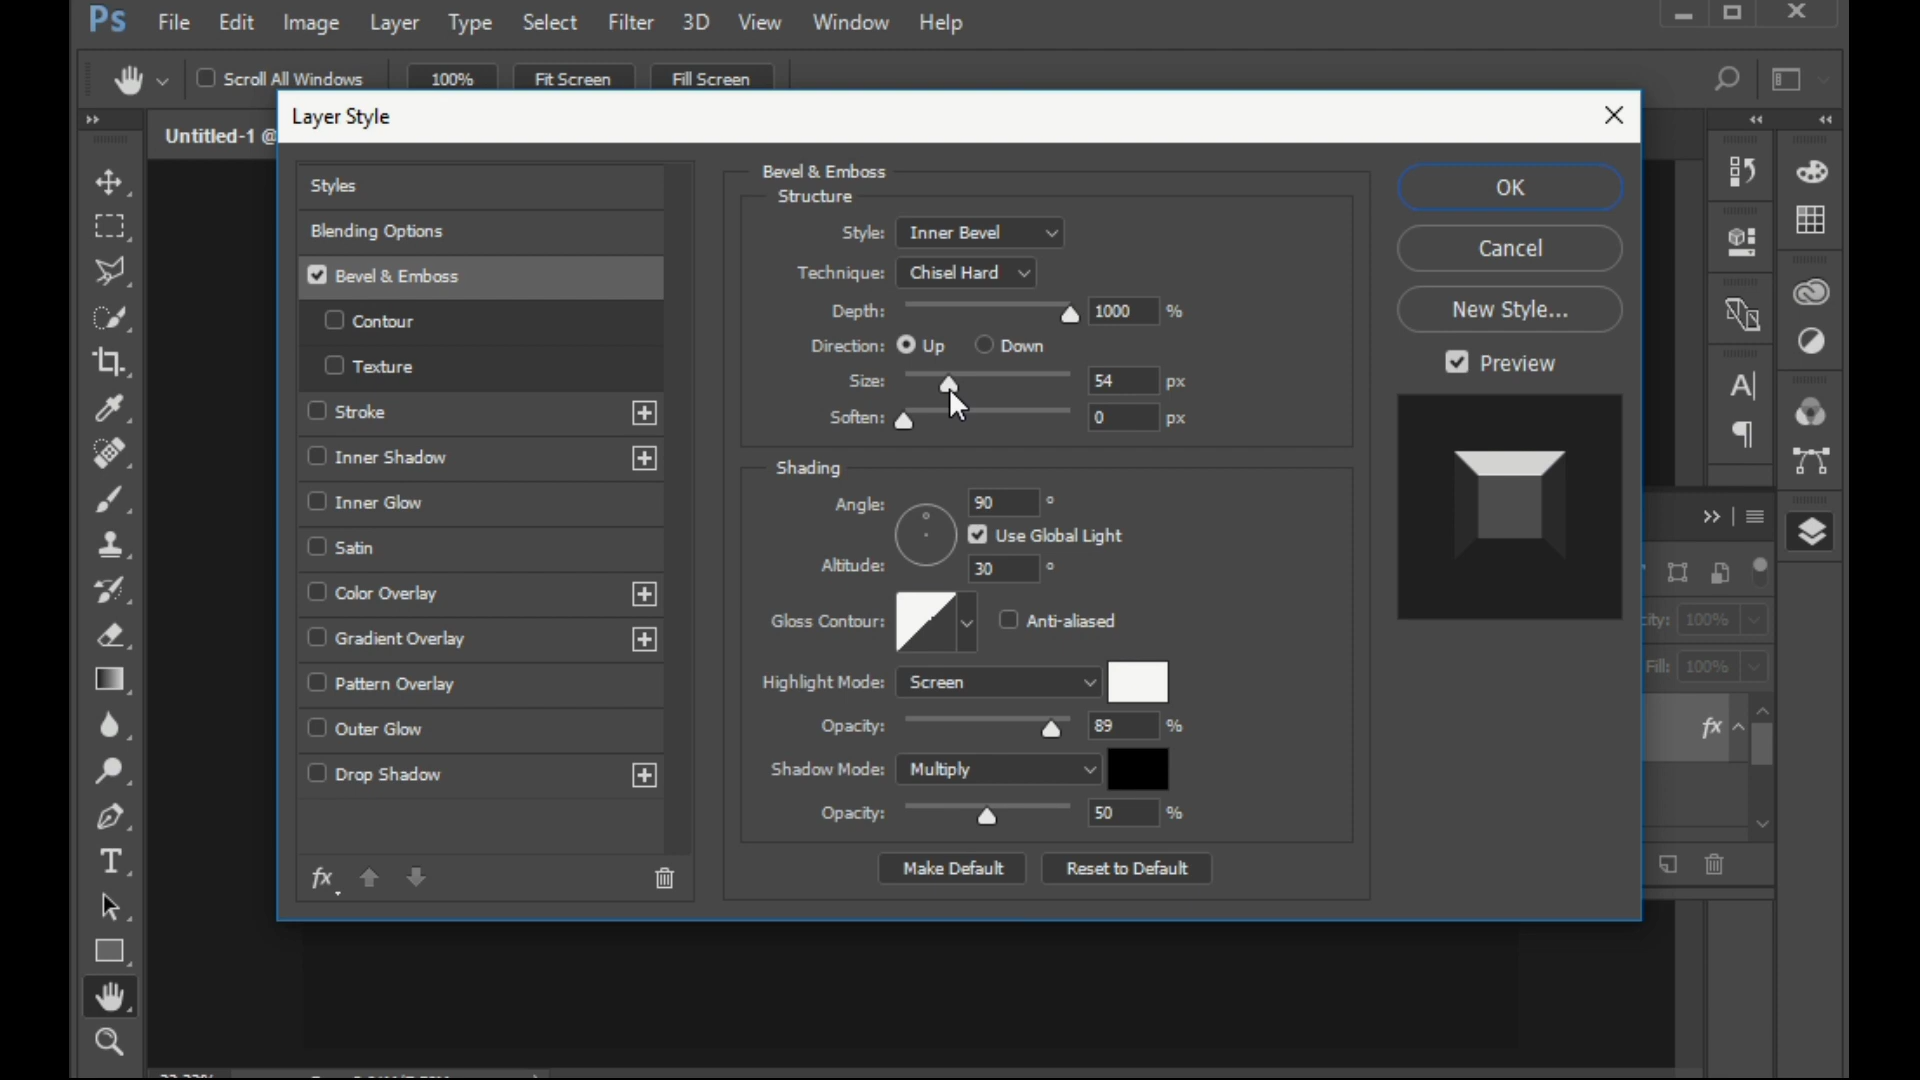 Ps File Edit Image Layer Type Select Filter 3D View Window Help
Scroll All Windows 100% Fit Screen Fill Screen
Untitled-1 @
Layer Style
Styles
Blending Options
Bevel & Emboss
Contour
Texture
Stroke
Inner Shadow
Inner Glow
Satin
Color Overlay
Gradient Overlay
Pattern Overlay
Outer Glow
Drop Shadow
fx
Bevel & Emboss
Structure
Style: Inner Bevel
Technique: Chisel Hard
Depth: 1000 %
Direction: Up Down
Size: 54 px
Soften: 0 px
Shading
Angle: 90 °
Use Global Light
Altitude: 30 °
Gloss Contour: Anti-aliased
Highlight Mode: Screen
Opacity: 89 %
Shadow Mode: Multiply
Opacity: 50 %
Make Default Reset to Default
OK
Cancel
New Style...
Preview
city: 100%
Fill: 100%
fx